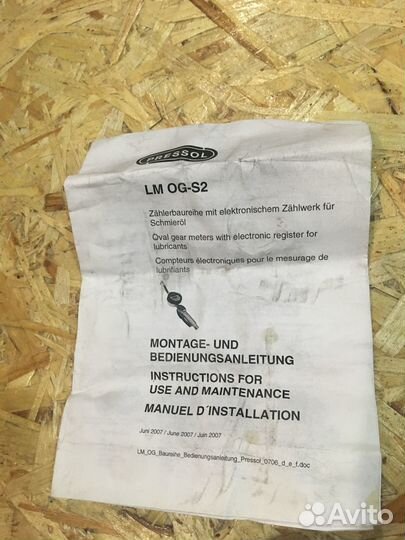 PRESSOL
LM OG-S2
Zählerbaureihe mit elektronischem Zählwerk für
Schmieröl
Oval gear meters with electronic register for
lubricants
Compteurs électroniques pour le mesurage de
lubrifiants
MONTAGE- UND
BEDIENUNGSANLEITUNG
INSTRUCTIONS FOR
USE AND MAINTENANCE
MANUEL D´INSTALLATION
Juni 2007 / June 2007 / Juin 2007
LM_OG_Baureihe_Bedienungsanleitung_Pressol_0706_d_e_f.doc
Avito